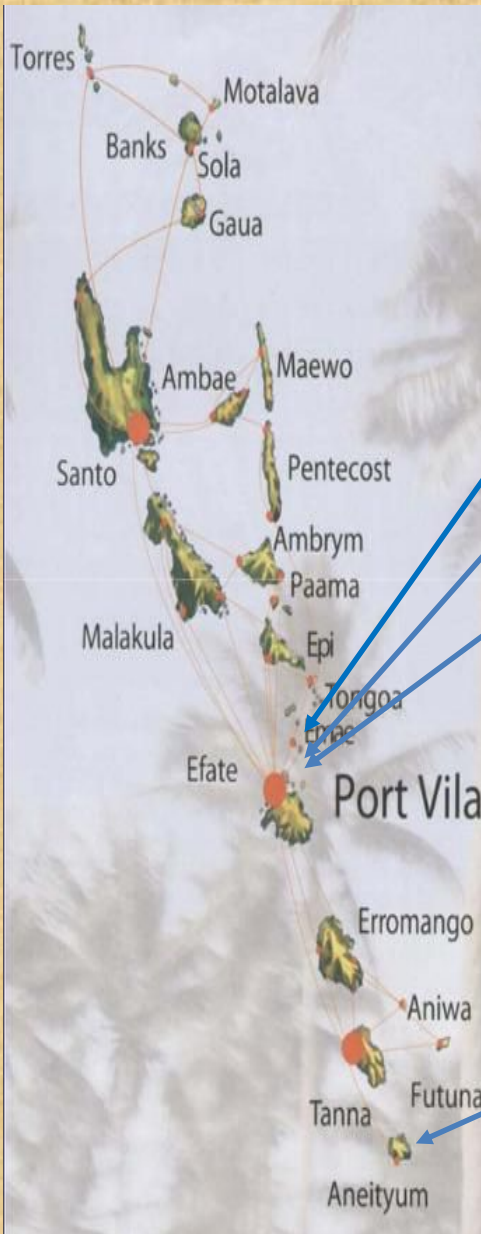 Torres
Motalava
Banks
Sola
Gaua
Ambae
Maewo
Santo
Pentecost
Ambrym
Paama
Malakula
Epi
Tongoa
Emae
Efate
Port Vila
Erromango
Aniwa
Futuna
Tanna
Aneityum